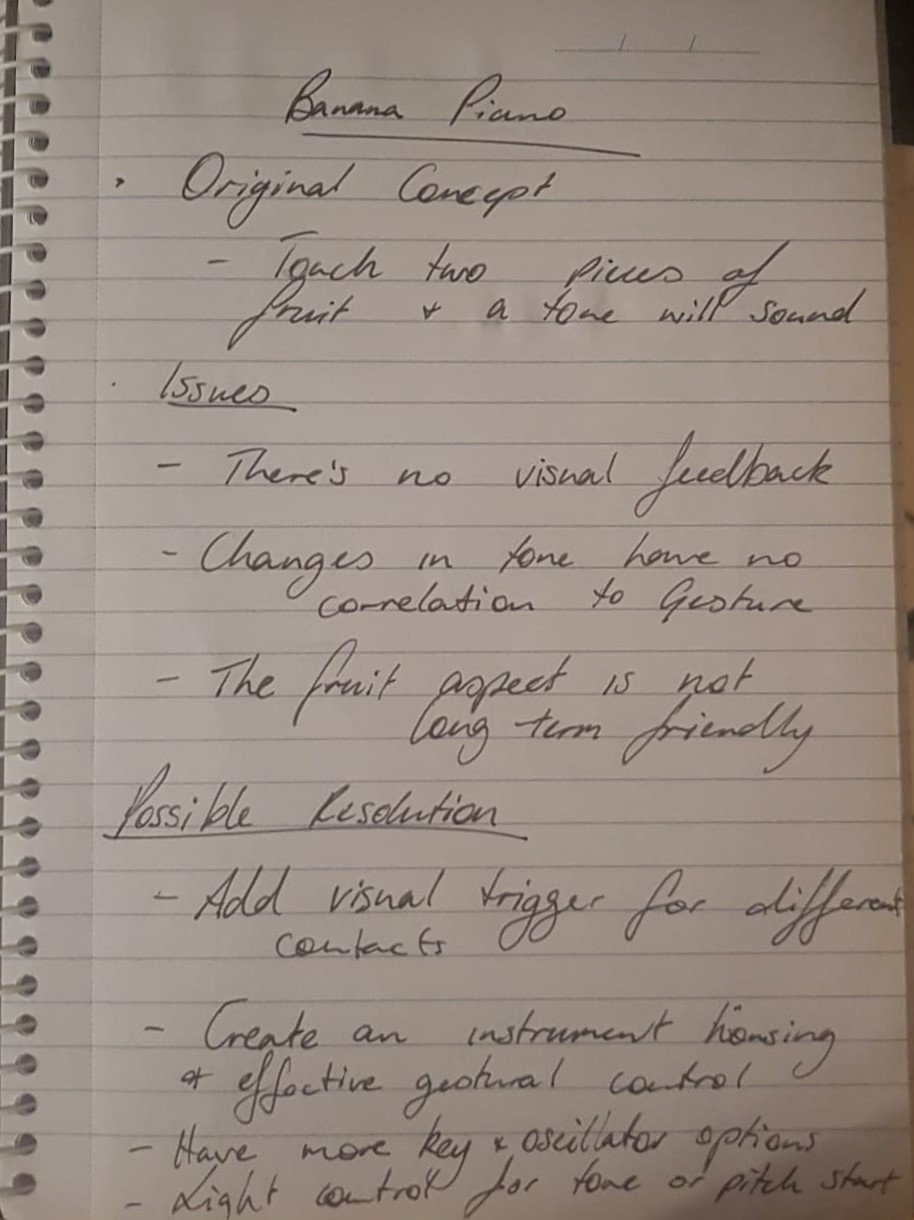 Banana Piano
Original Concept
- Touch two pieces of
fruit + a tone will sound
Issues
- There's no visual feedback
- Changes in tone have no
correlation to Gesture
- The fruit aspect is not
long term friendly
Possible Resolution
- Add visual trigger for different
contacts
- Create an instrument housing
+ effective gestural control
- Have more key + oscillator options
- Light control for tone or pitch start